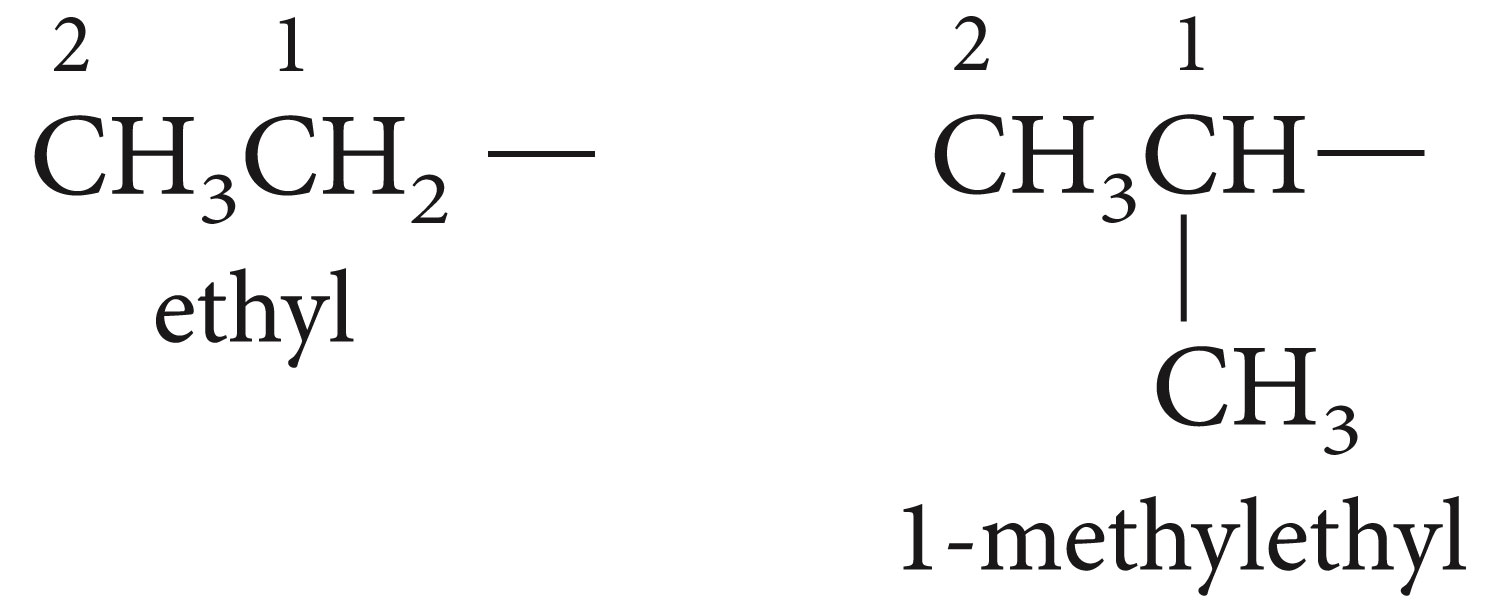 2 1
CH₃CH₂ —
ethyl
2 1
CH₃CH —
|
CH₃
1-methylethyl